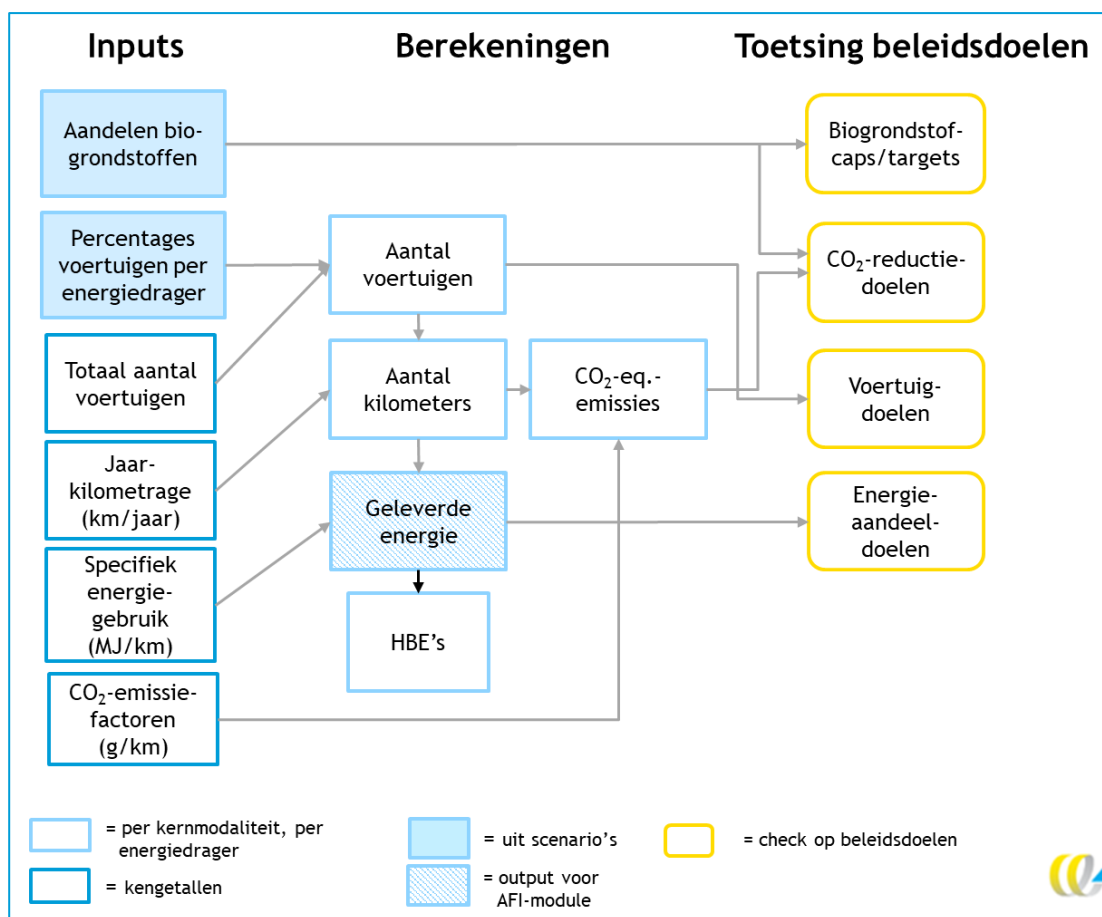 Inputs
Berekeningen
Toetsing beleidsdoelen
Aandelen bio-
grondstoffen
Percentages
voertuigen per
energiedrager
Totaal aantal
voertuigen
Jaar-
kilometrage
(km/jaar)
Specifiek
energie-
gebruik
(MJ/km)
CO₂-emissie-
factoren
(g/km)
Aantal
voertuigen
Aantal
kilometers
Geleverde
energie
HBE's
CO₂-eq.-
emissies
Biogrondstof-
caps/targets
CO₂-reductie-
doelen
Voertuig-
doelen
Energie-
aandeel-
doelen
= per kernmodaliteit, per
energiedrager
= kengetallen
= uit scenario's
= output voor
AFI-module
= check op beleidsdoelen